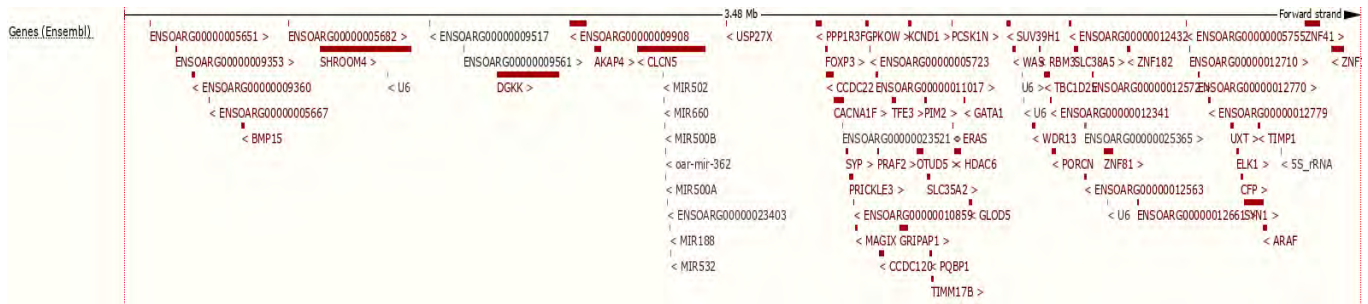 3.48 Mb Forward strand
Genes (Ensembl)
ENSOARG00000005651 > ENSOARG00000005682 > < ENSOARG00000009517 < ENSOARG00000009908 < USP27X < PPP1R3F GPKOW > < KCND1 < PCSK1N < SUV39H1 < ENSOARG00000012432 < ENSOARG00000005755 ZNF41 >
ENSOARG00000009353 > SHROOM4 > ENSOARG00000009561 > < AKAP4 < CLCN5 FOXP3 > < ENSOARG00000005723 < WAS < RBM3 SLC38A5 > < ZNF182 ENSOARG00000012710 >
< ENSOARG00000009360 < U6 DGKK > < MIR502 < CCDC22 ENSOARG00000011017 > < GATA1 U6 > < TBC1D25 ENSOARG00000012770 >
< ENSOARG00000005667 < MIR660 CACNA1F > < TFE3 > PIM2 > < U6 < ENSOARG00000012341 < ENSOARG00000012779
< BMP15 < MIR500B ENSOARG00000023521 < ERAS < WDR13 ENSOARG00000025365 > UXT > < TIMP1
< oar-mir-362 SYP > PRAF2 > OTUD5 > < HDAC6 < PORCN ZNF81 > ELK1 > < 5S_rRNA
< MIR500A PRICKLE3 > SLC35A2 > < ENSOARG00000012563 CFP >
< ENSOARG00000023403 < ENSOARG00000010859 < GLOD5 < U6 ENSOARG00000012661 > SYN1 >
< MIR188 < MAGIX GRIPAP1 > < ARAF
< MIR532 < CCDC120 < PQBP1
TIMM17B >